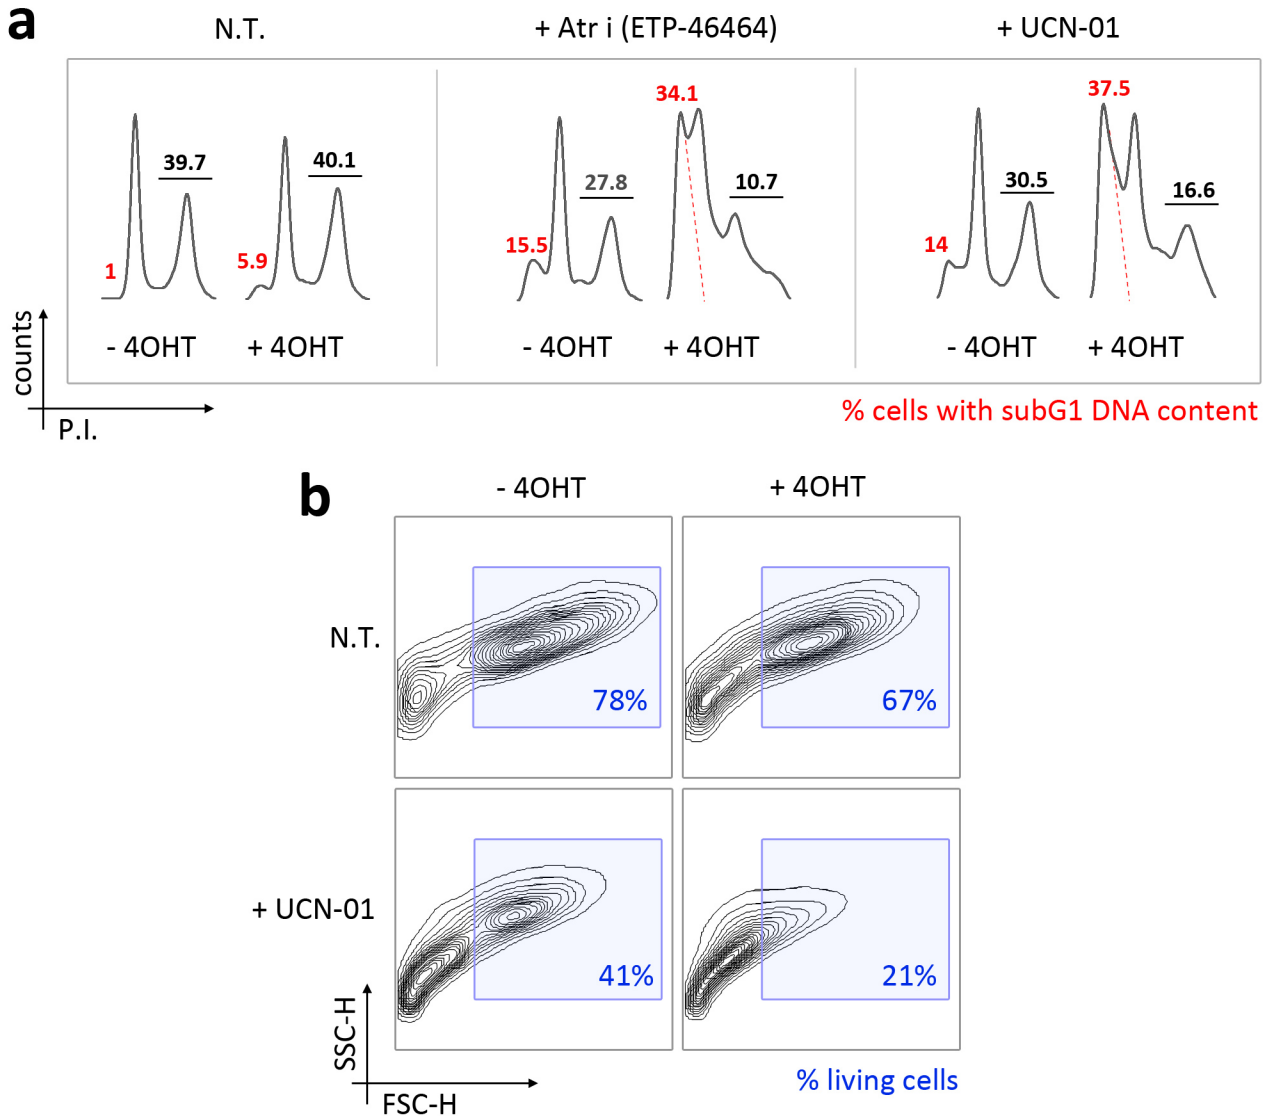 a
N.T.
+ Atr i (ETP-46464)
+ UCN-01
1
39.7
5.9
40.1
15.5
27.8
34.1
10.7
14
30.5
37.5
16.6
- 4OHT
+ 4OHT
- 4OHT
+ 4OHT
- 4OHT
+ 4OHT
counts
P.I.
% cells with subG1 DNA content
b
- 4OHT
+ 4OHT
N.T.
78%
67%
+ UCN-01
41%
21%
SSC-H
FSC-H
% living cells